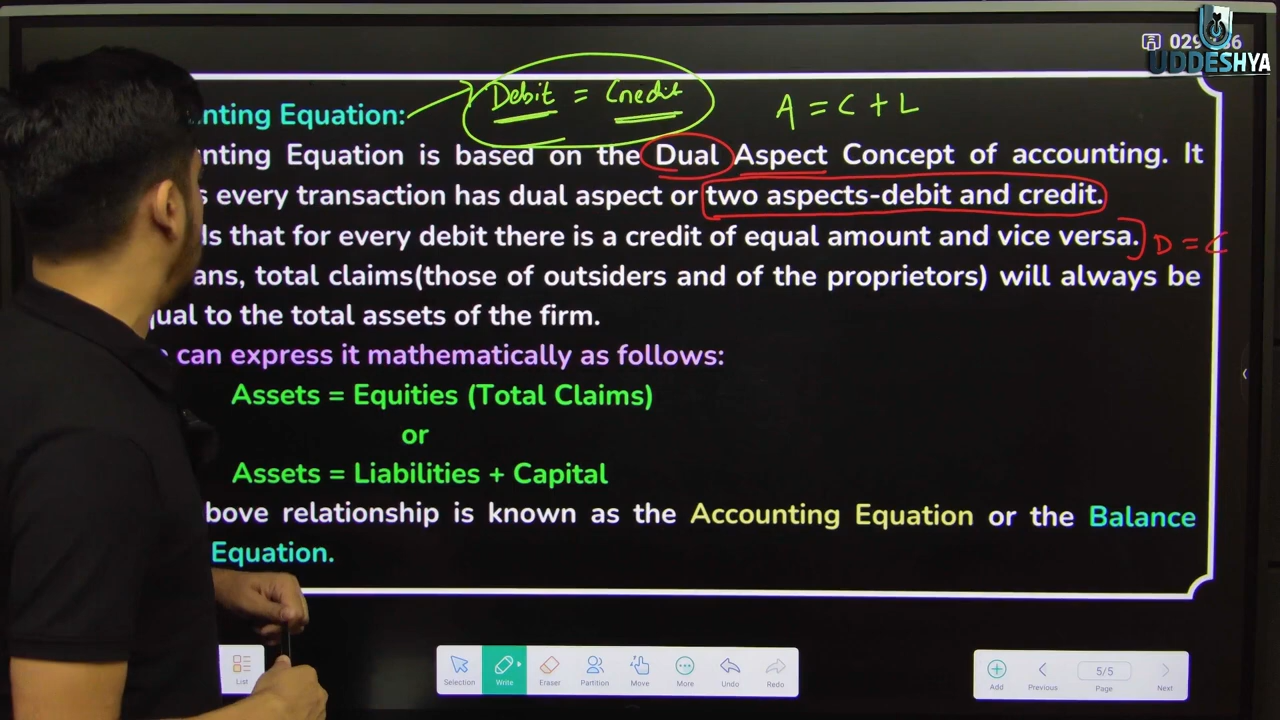 UDDESHYA
Debit = Credit
A = C + L
nting Equation:
unting Equation is based on the Dual Aspect Concept of accounting. It
s every transaction has dual aspect or two aspects-debit and credit.
ds that for every debit there is a credit of equal amount and vice versa. D = C
ans, total claims(those of outsiders and of the proprietors) will always be
qual to the total assets of the firm.
can express it mathematically as follows:
Assets = Equities (Total Claims)
or
Assets = Liabilities + Capital
bove relationship is known as the Accounting Equation or the Balance
Equation.
List
Selection Write Eraser Partition Move More Undo Redo
Add Previous 5/5 Page Next